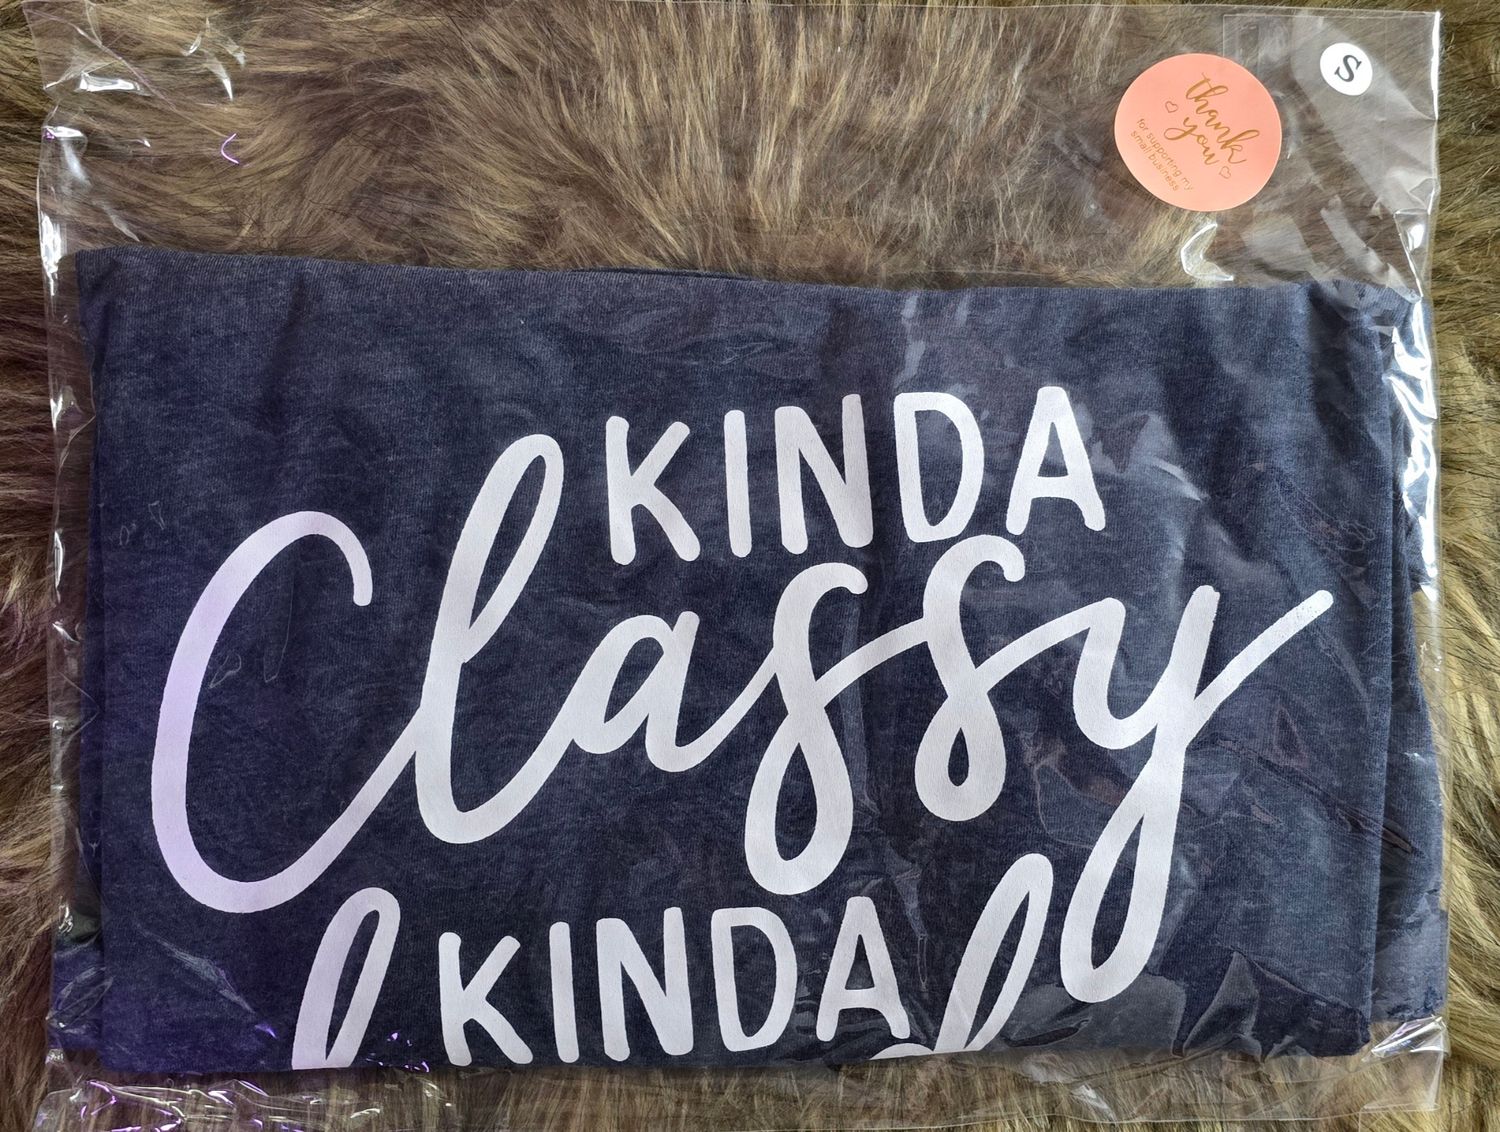 S
thank
you
for supporting my
small business
KINDA
Classy
KINDA